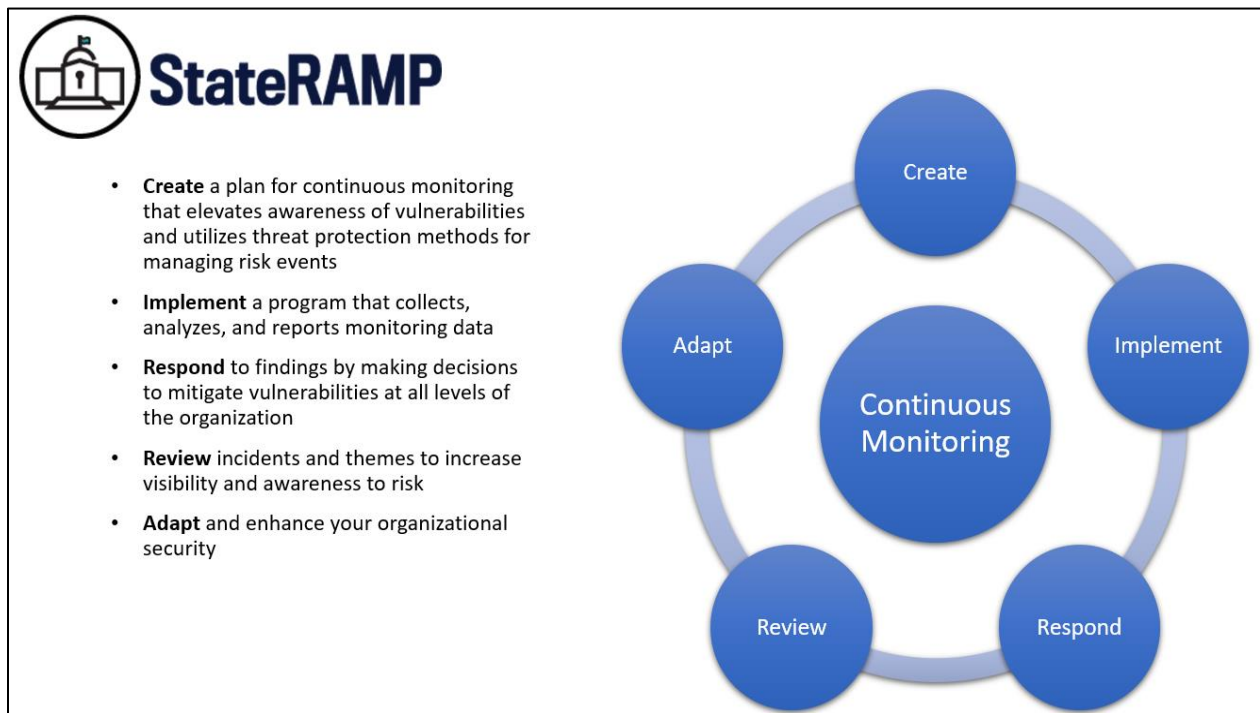 StateRAMP
• Create a plan for continuous monitoring
that elevates awareness of vulnerabilities
and utilizes threat protection methods for
managing risk events
• Implement a program that collects,
analyzes, and reports monitoring data
• Respond to findings by making decisions
to mitigate vulnerabilities at all levels of
the organization
• Review incidents and themes to increase
visibility and awareness to risk
• Adapt and enhance your organizational
security
Create
Implement
Respond
Review
Adapt
Continuous
Monitoring